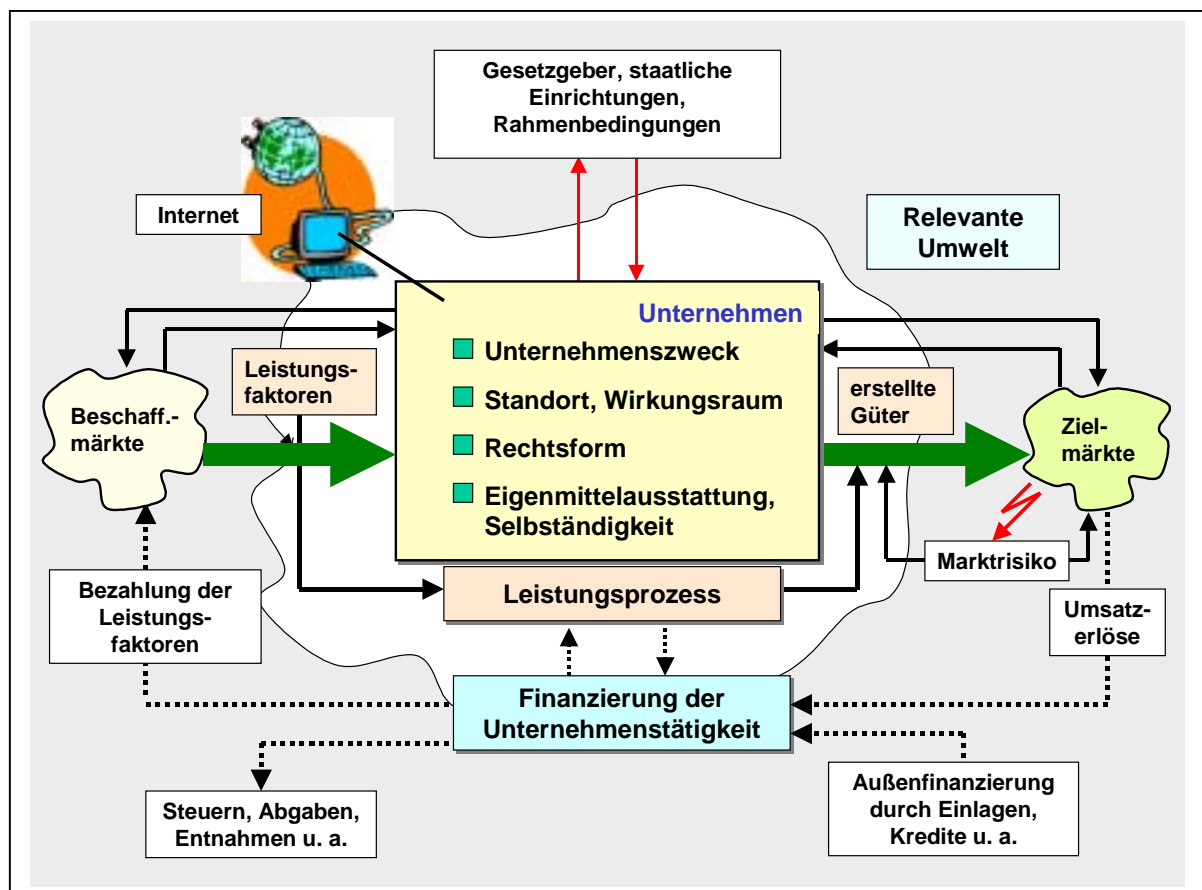 Gesetzgeber, staatliche
Einrichtungen,
Rahmenbedingungen
Internet
Relevante
Umwelt
Unternehmen
Unternehmenszweck
Standort, Wirkungsraum
Rechtsform
Eigenmittelausstattung,
Selbständigkeit
Leistungs-
faktoren
Beschaff.-
märkte
erstellte
Güter
Ziel-
märkte
Marktrisiko
Leistungsprozess
Bezahlung der
Leistungs-
faktoren
Umsatz-
erlöse
Finanzierung der
Unternehmenstätigkeit
Steuern, Abgaben,
Entnahmen u. a.
Außenfinanzierung
durch Einlagen,
Kredite u. a.